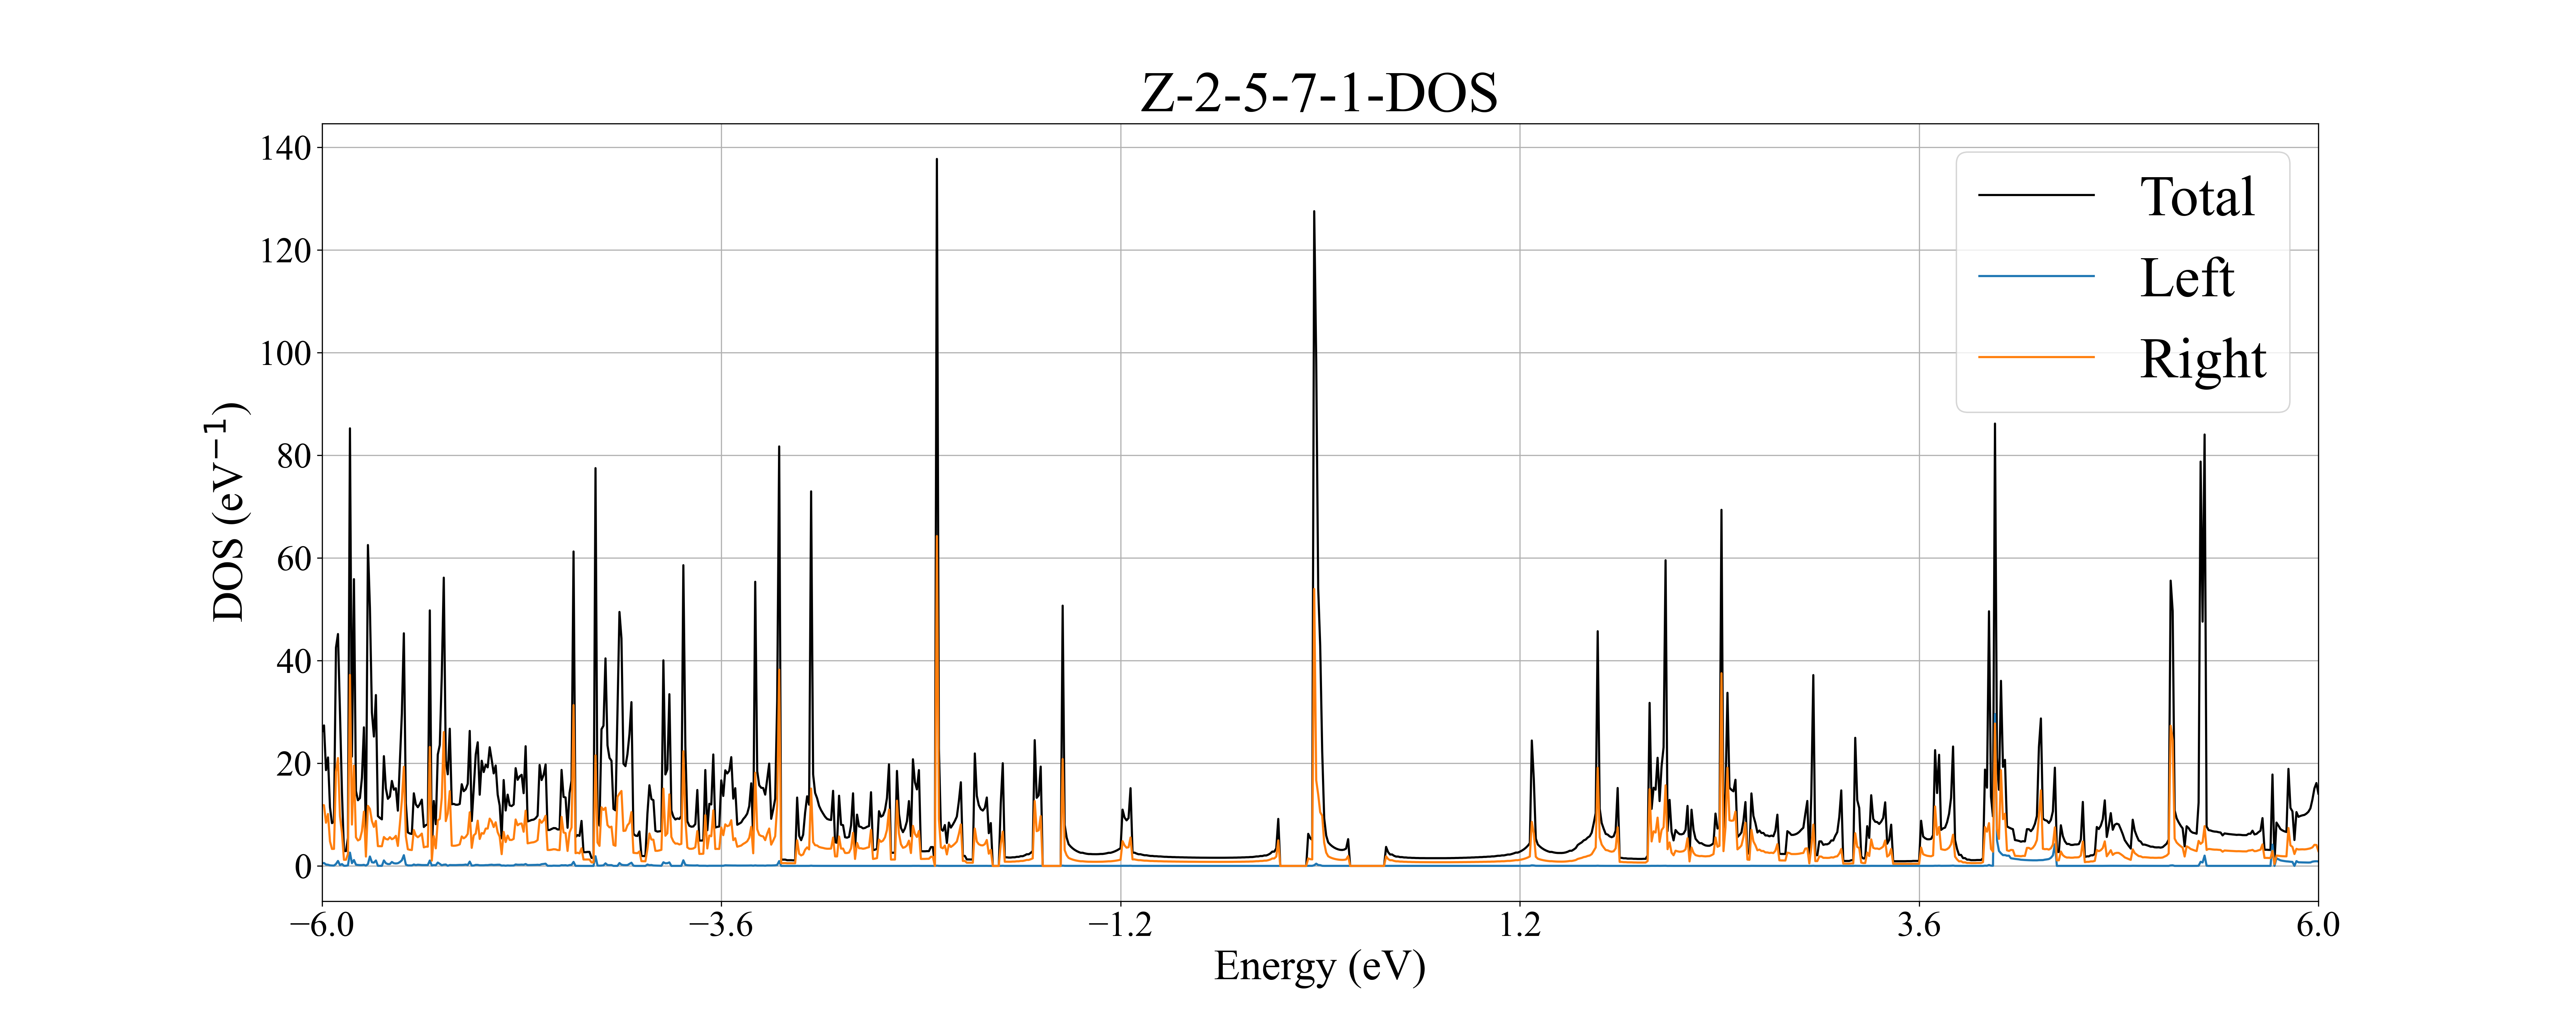 Z-2-5-7-1-DOS
140
120
100
80
60
40
20
0
DOS (eV⁻¹)
Total
Left
Right
−6.0 −3.6 −1.2 1.2 3.6 6.0
Energy (eV)